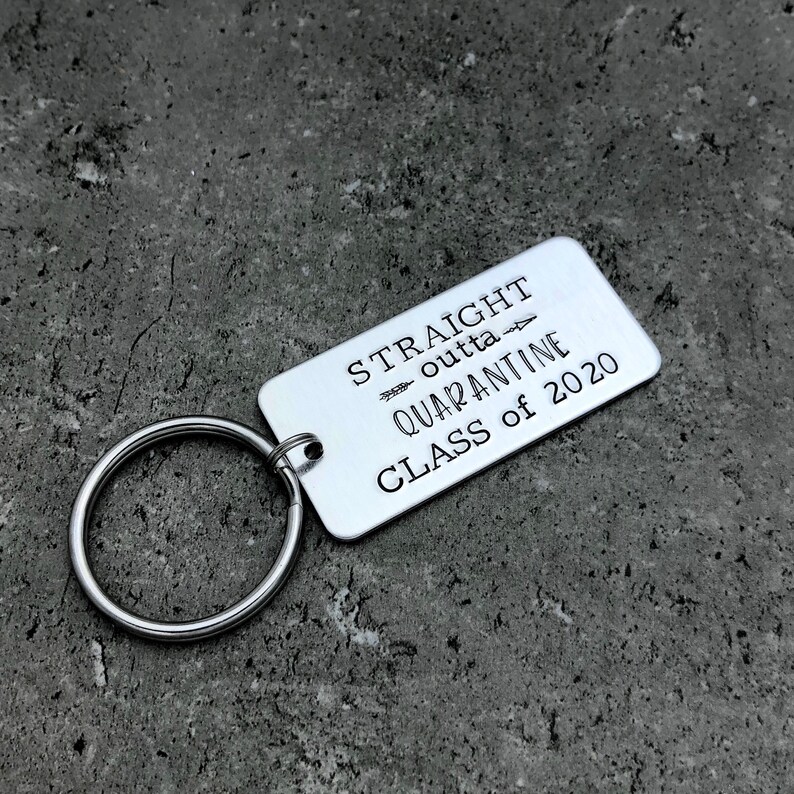 STRAIGHT
outta
QUARANTINE
CLASS of 2020